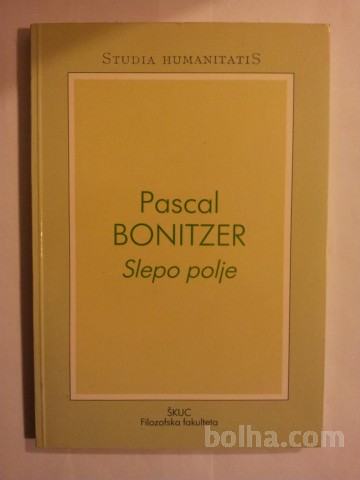 STUDIA HUMANITATIS
Pascal
BONITZER
Slepo polje
ŠKUC
Filozofska fakulteta
bolha.com